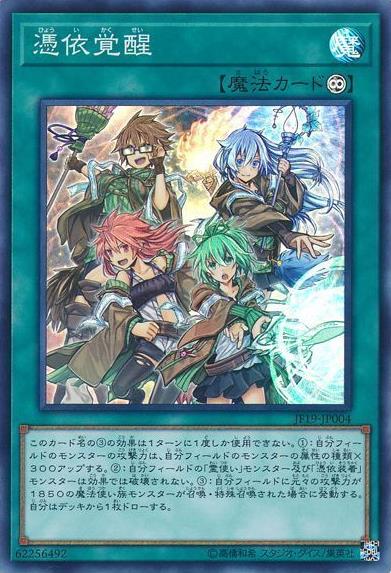 憑依覚醒
魔
【魔法カード】
JF19-JP004
このカード名の③の効果は1ターンに1度しか使用できない。①:自分フィー
ルドのモンスターの攻撃力は、自分フィールドのモンスターの属性の種類×
300アップする。②:自分フィールドの「霊使い」モンスター及び「憑依装着」
モンスターは効果では破壊されない。③:自分フィールドに元々の攻撃力が
1850の魔法使い族モンスターが召喚・特殊召喚された場合に発動する。
自分はデッキから1枚ドローする。
62256492
©高橋和希 スタジオ・ダイス/集英社